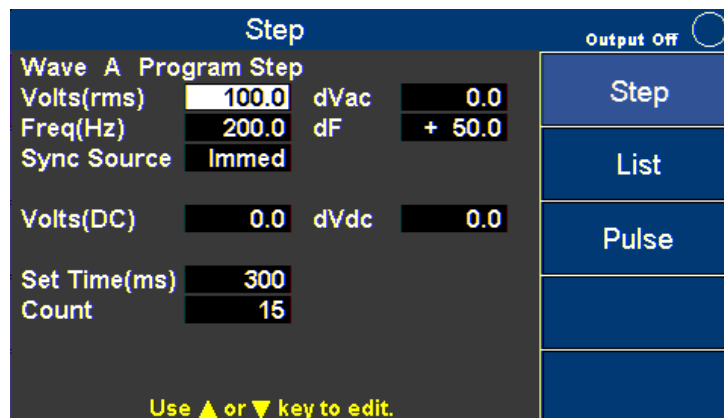 Step
Output Off
Wave A Program Step
Volts(rms) 100.0 dVac 0.0
Freq(Hz) 200.0 dF + 50.0
Sync Source Immed
Volts(DC) 0.0 dVdc 0.0
Set Time(ms) 300
Count 15
Use ▲ or ▼ key to edit.
Step
List
Pulse